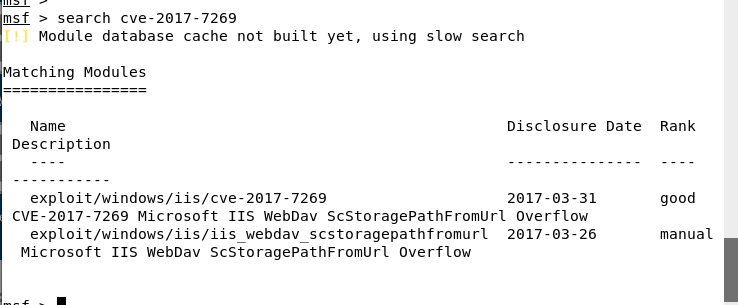 msf >
msf > search cve-2017-7269
[!] Module database cache not built yet, using slow search
Matching Modules
================
Name Disclosure Date Rank
Description
---- --------------- ----
-----------
exploit/windows/iis/cve-2017-7269 2017-03-31 good
CVE-2017-7269 Microsoft IIS WebDav ScStoragePathFromUrl Overflow
exploit/windows/iis/iis_webdav_scstoragepathfromurl 2017-03-26 manual
Microsoft IIS WebDav ScStoragePathFromUrl Overflow
msf >